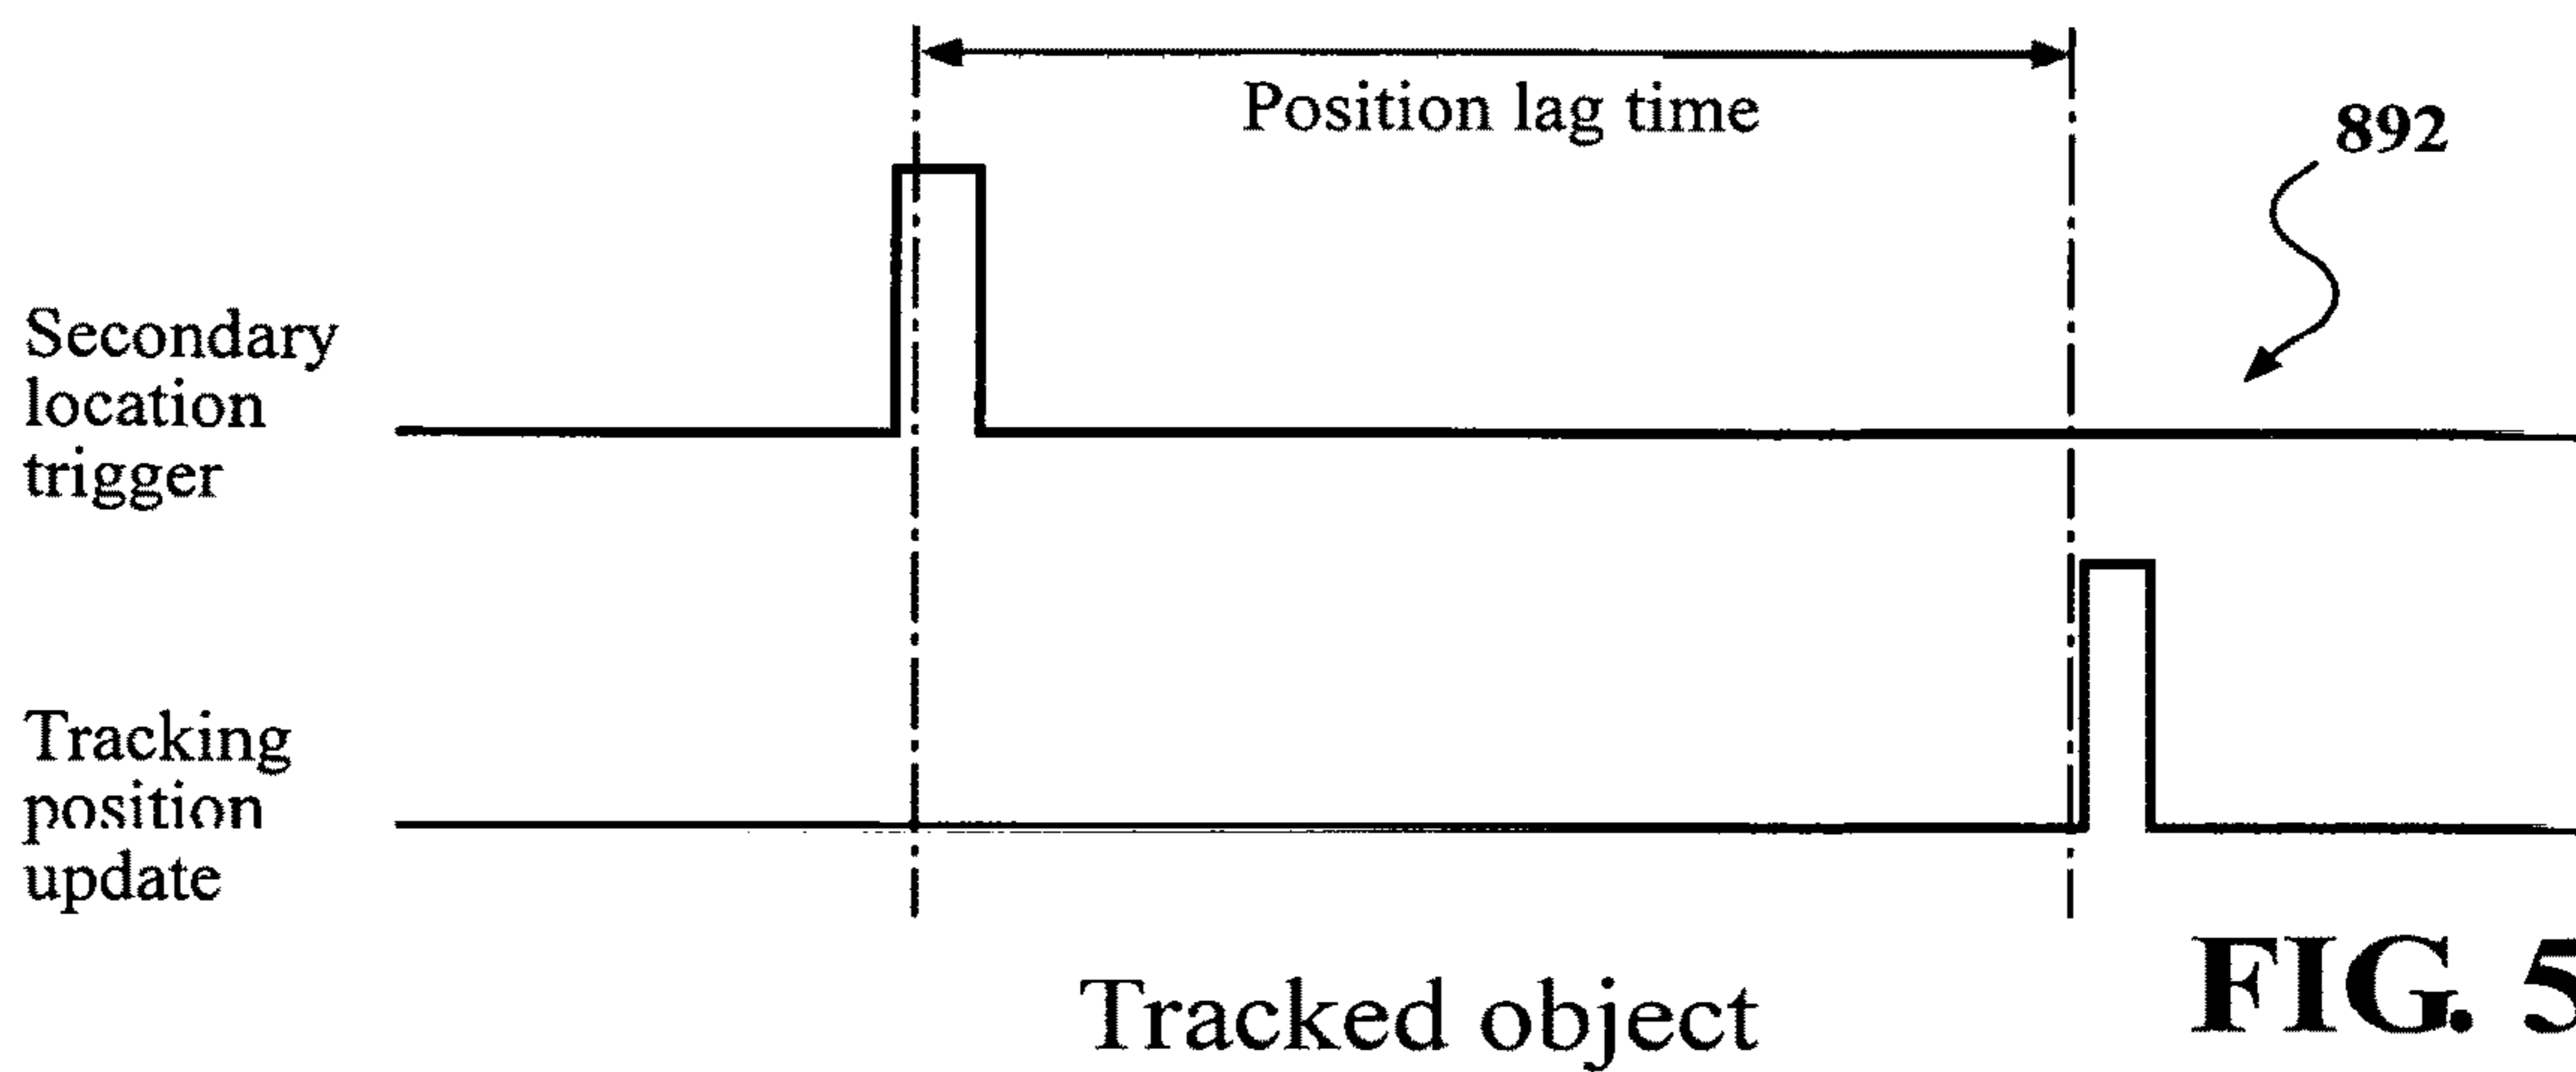 Position lag time
892
Secondary
location
trigger
Tracking
position
update
Tracked object
FIG. 5